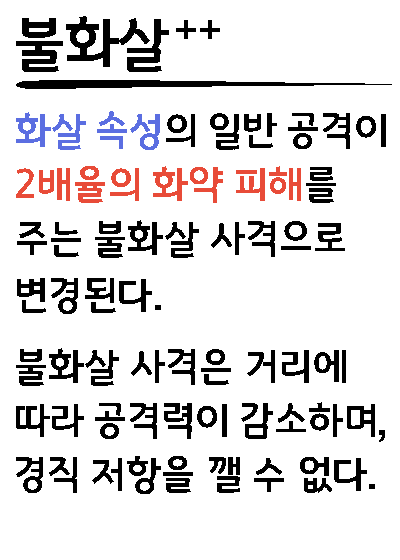 불화살++
화살 속성의 일반 공격이
2배율의 화약 피해를
주는 불화살 사격으로
변경된다.
불화살 사격은 거리에
따라 공격력이 감소하며,
경직 저항을 깰 수 없다.